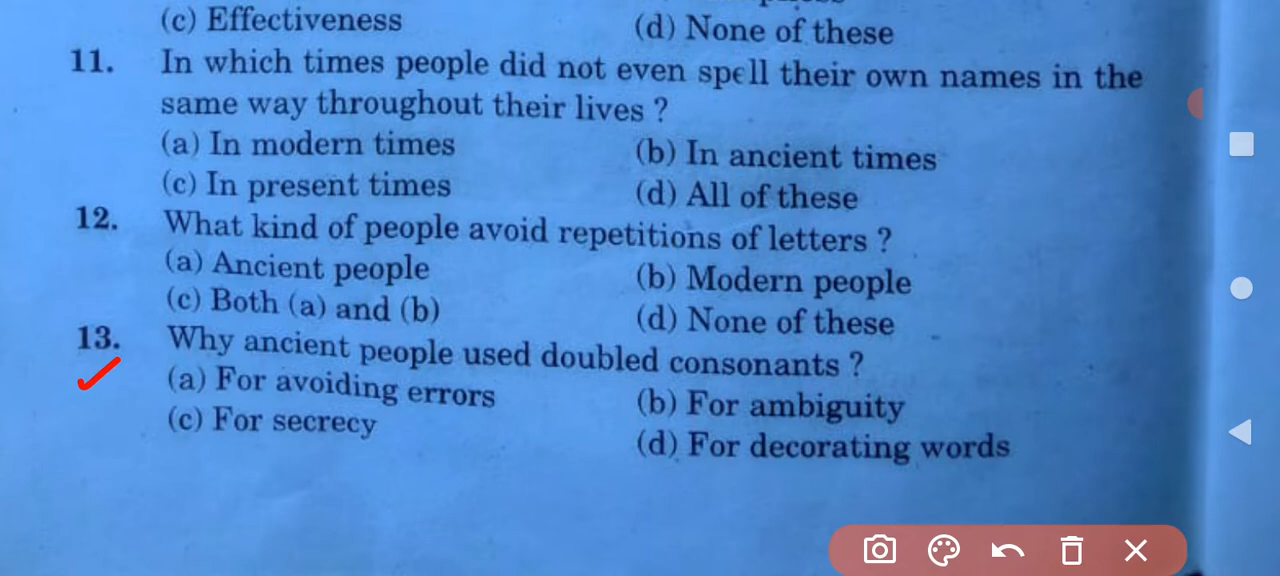 (c) Effectiveness (d) None of these
11. In which times people did not even spell their own names in the
same way throughout their lives ?
(a) In modern times (b) In ancient times
(c) In present times (d) All of these
12. What kind of people avoid repetitions of letters ?
(a) Ancient people (b) Modern people
(c) Both (a) and (b) (d) None of these
13. Why ancient people used doubled consonants ?
(a) For avoiding errors (b) For ambiguity
(c) For secrecy (d) For decorating words